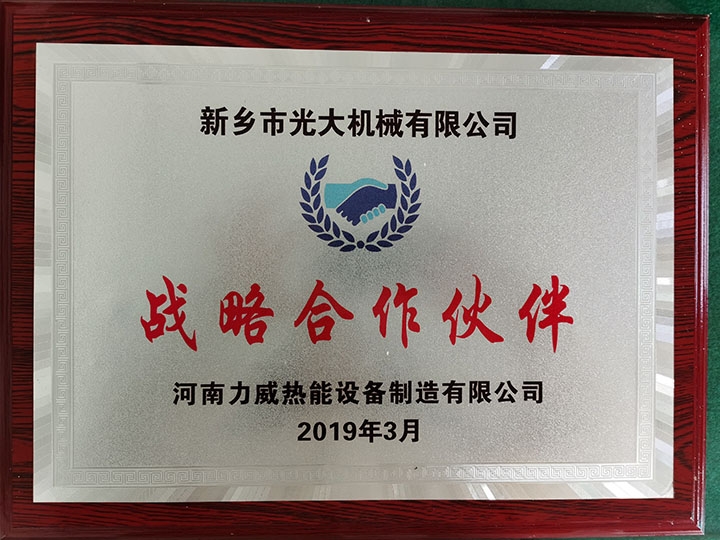 新乡市光大机械有限公司
战略合作伙伴
河南力威热能设备制造有限公司
2019年3月